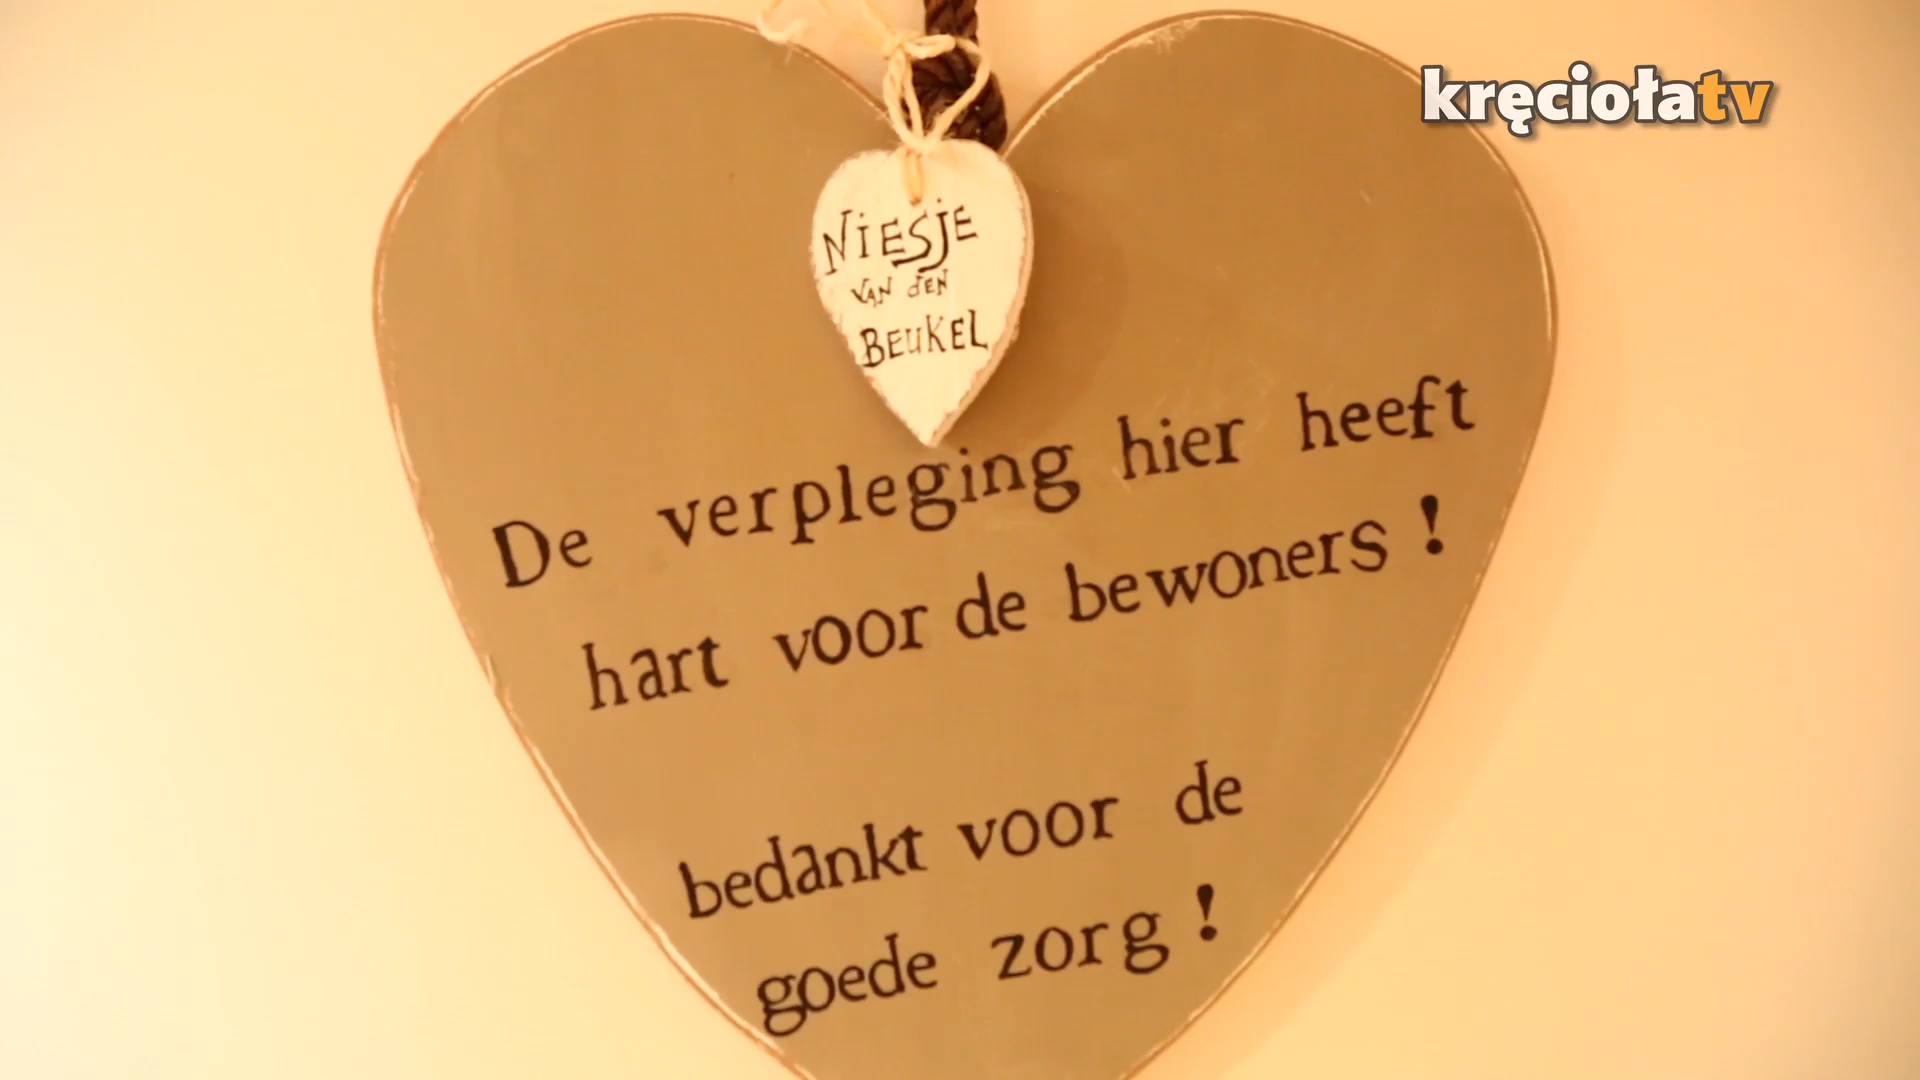 kręciołatv
NiESjE
VAN dEN
BEUKEL
De verpleging hier heeft
hart voor de bewoners !
bedankt voor de
goede zorg !